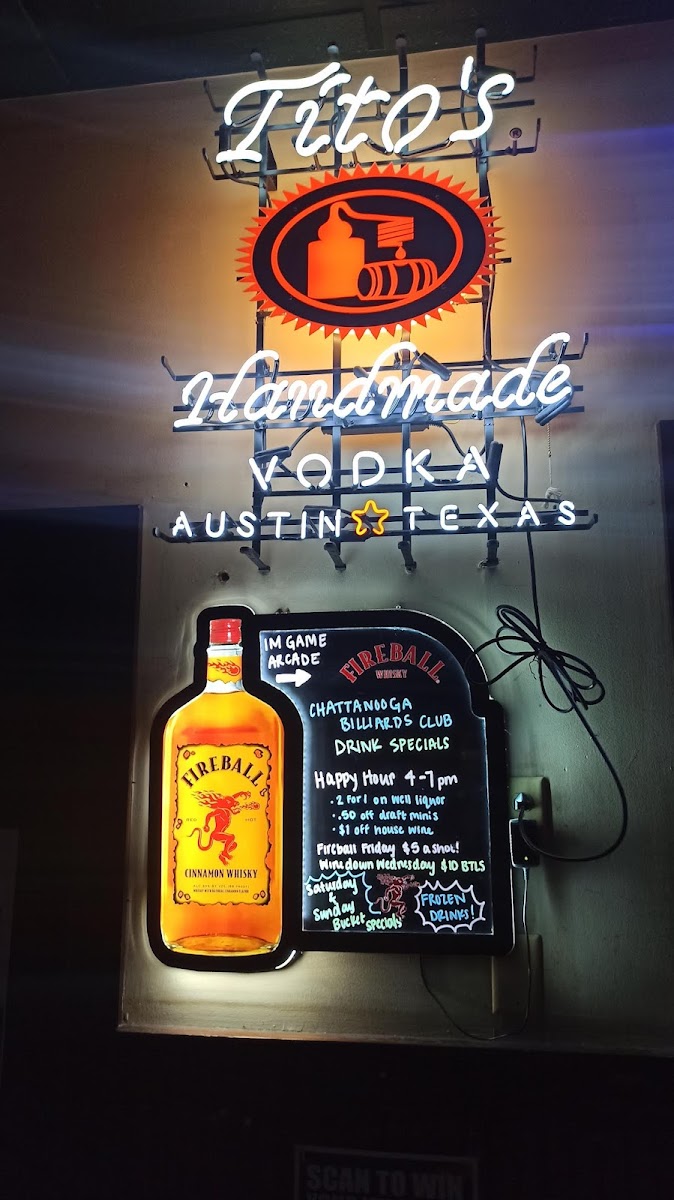 Tito's
Handmade
VODKA
AUSTIN TEXAS
IM GAME
ARCADE
FIREBALL
WHISKY
CHATTANOOGA
BILLIARDS CLUB
DRINK SPECIALS
Happy Hour 4-7pm
• 2 for 1 on well liquor
• .50 off draft minis
• $1 off house wine
Fireball Friday $5 a shot!
Wine down Wednesday $10 BTLS
Saturday
&
Sunday
Bucket specials
FROZEN
DRINKS!
FIREBALL
CINNAMON WHISKY
SCAN TO WIN